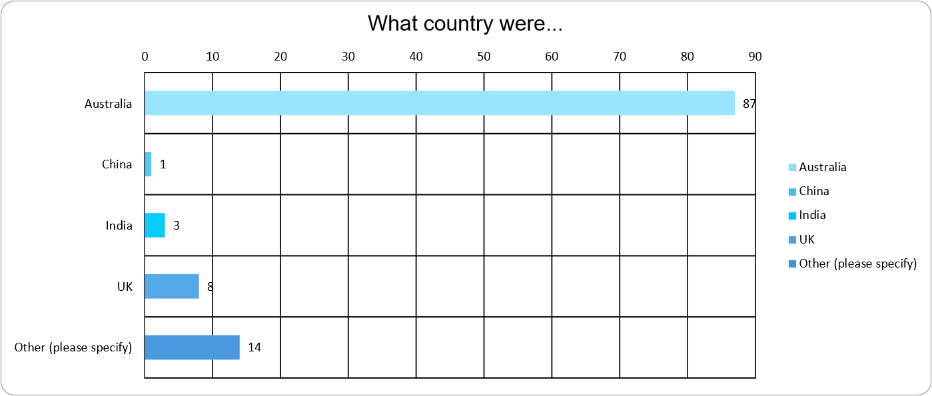 What country were...
0 10 20 30 40 50 60 70 80 90
Australia 87
China 1
India 3
UK 8
Other (please specify) 14
Australia
China
India
UK
Other (please specify)